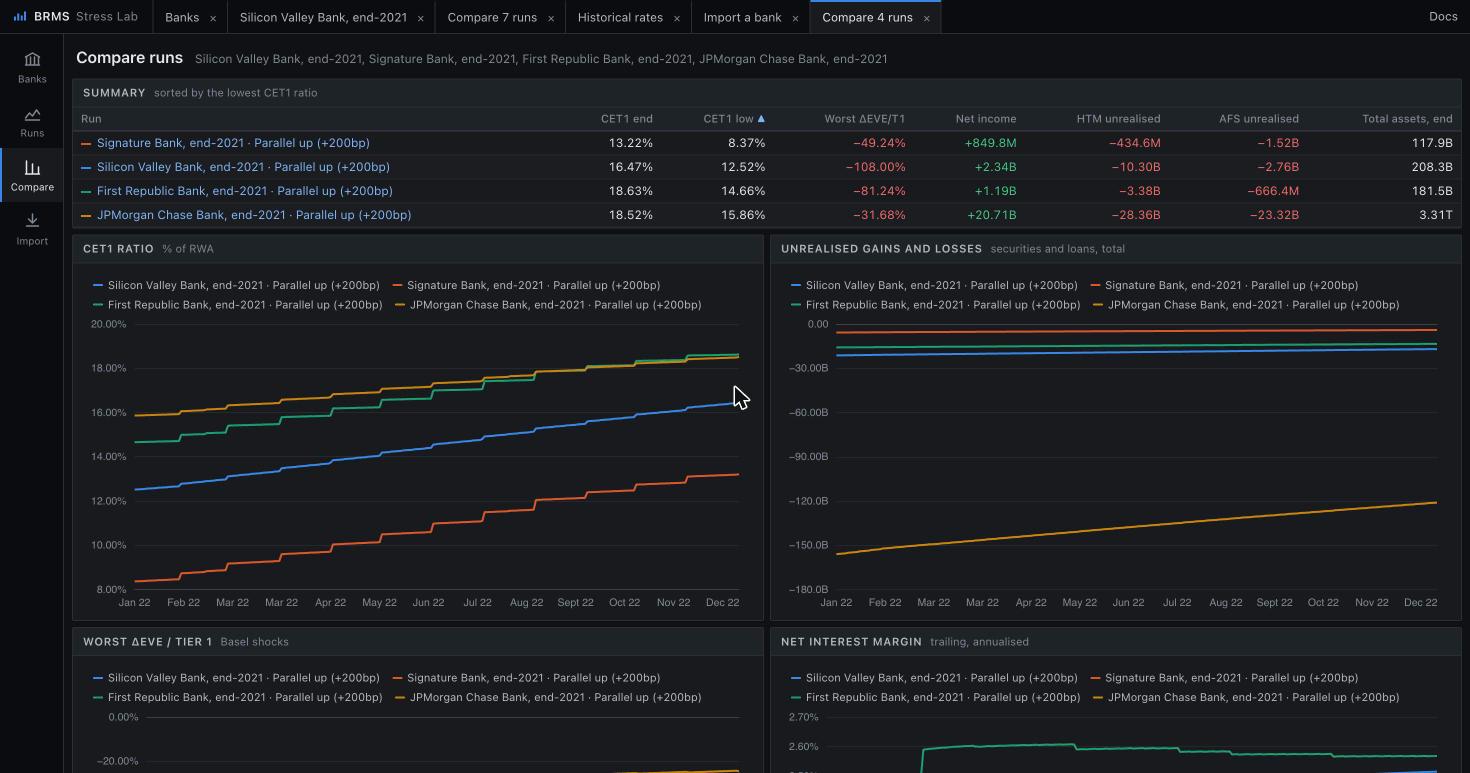 BRMS Stress Lab Banks × Silicon Valley Bank, end-2021 × Compare 7 runs × Historical rates × Import a bank × Compare 4 runs × Docs
Banks
Runs
Compare
Import
Compare runs Silicon Valley Bank, end-2021, Signature Bank, end-2021, First Republic Bank, end-2021, JPMorgan Chase Bank, end-2021
SUMMARY sorted by the lowest CET1 ratio
Run CET1 end CET1 low ▲ Worst ΔEVE/T1 Net income HTM unrealised AFS unrealised Total assets, end
Signature Bank, end-2021 · Parallel up (+200bp) 13.22% 8.37% −49.24% +849.8M −434.6M −1.52B 117.9B
Silicon Valley Bank, end-2021 · Parallel up (+200bp) 16.47% 12.52% −108.00% +2.34B −10.30B −2.76B 208.3B
First Republic Bank, end-2021 · Parallel up (+200bp) 18.63% 14.66% −81.24% +1.19B −3.38B −666.4M 181.5B
JPMorgan Chase Bank, end-2021 · Parallel up (+200bp) 18.52% 15.86% −31.68% +20.71B −28.36B −23.32B 3.31T
CET1 RATIO % of RWA
Silicon Valley Bank, end-2021 · Parallel up (+200bp) Signature Bank, end-2021 · Parallel up (+200bp)
First Republic Bank, end-2021 · Parallel up (+200bp) JPMorgan Chase Bank, end-2021 · Parallel up (+200bp)
20.00%
18.00%
16.00%
14.00%
12.00%
10.00%
8.00%
Jan 22 Feb 22 Mar 22 Mar 22 Apr 22 May 22 Jun 22 Jul 22 Aug 22 Sept 22 Oct 22 Nov 22 Dec 22
UNREALISED GAINS AND LOSSES securities and loans, total
Silicon Valley Bank, end-2021 · Parallel up (+200bp) Signature Bank, end-2021 · Parallel up (+200bp)
First Republic Bank, end-2021 · Parallel up (+200bp) JPMorgan Chase Bank, end-2021 · Parallel up (+200bp)
0.00
−30.00B
−60.00B
−90.00B
−120.0B
−150.0B
−180.0B
Jan 22 Feb 22 Mar 22 Mar 22 Apr 22 May 22 Jun 22 Jul 22 Aug 22 Sept 22 Oct 22 Nov 22 Dec 22
WORST ΔEVE / TIER 1 Basel shocks
Silicon Valley Bank, end-2021 · Parallel up (+200bp) Signature Bank, end-2021 · Parallel up (+200bp)
First Republic Bank, end-2021 · Parallel up (+200bp) JPMorgan Chase Bank, end-2021 · Parallel up (+200bp)
0.00%
−20.00%
NET INTEREST MARGIN trailing, annualised
Silicon Valley Bank, end-2021 · Parallel up (+200bp) Signature Bank, end-2021 · Parallel up (+200bp)
First Republic Bank, end-2021 · Parallel up (+200bp) JPMorgan Chase Bank, end-2021 · Parallel up (+200bp)
2.70%
2.60%